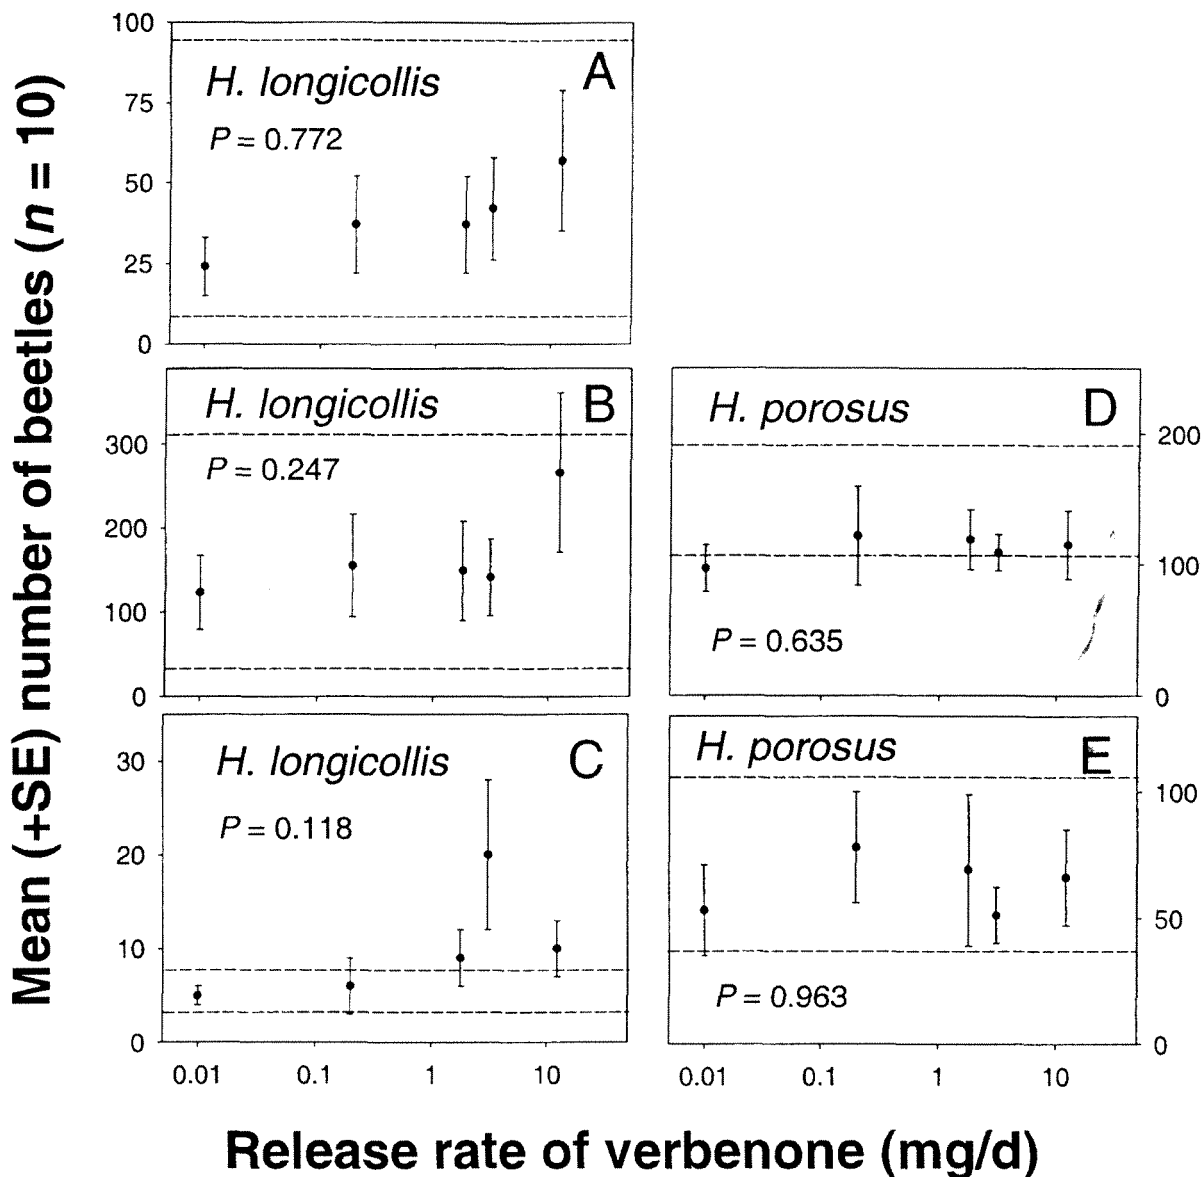 Mean (+SE) number of beetles (n = 10)
100
75
50
25
0
H. longicollis
A
P = 0.772
300
200
100
0
H. longicollis
B
P = 0.247
30
20
10
0
H. longicollis
C
P = 0.118
0.01 0.1 1 10
H. porosus
D
P = 0.635
200
100
0
H. porosus
E
P = 0.963
100
50
0
0.01 0.1 1 10
Release rate of verbenone (mg/d)